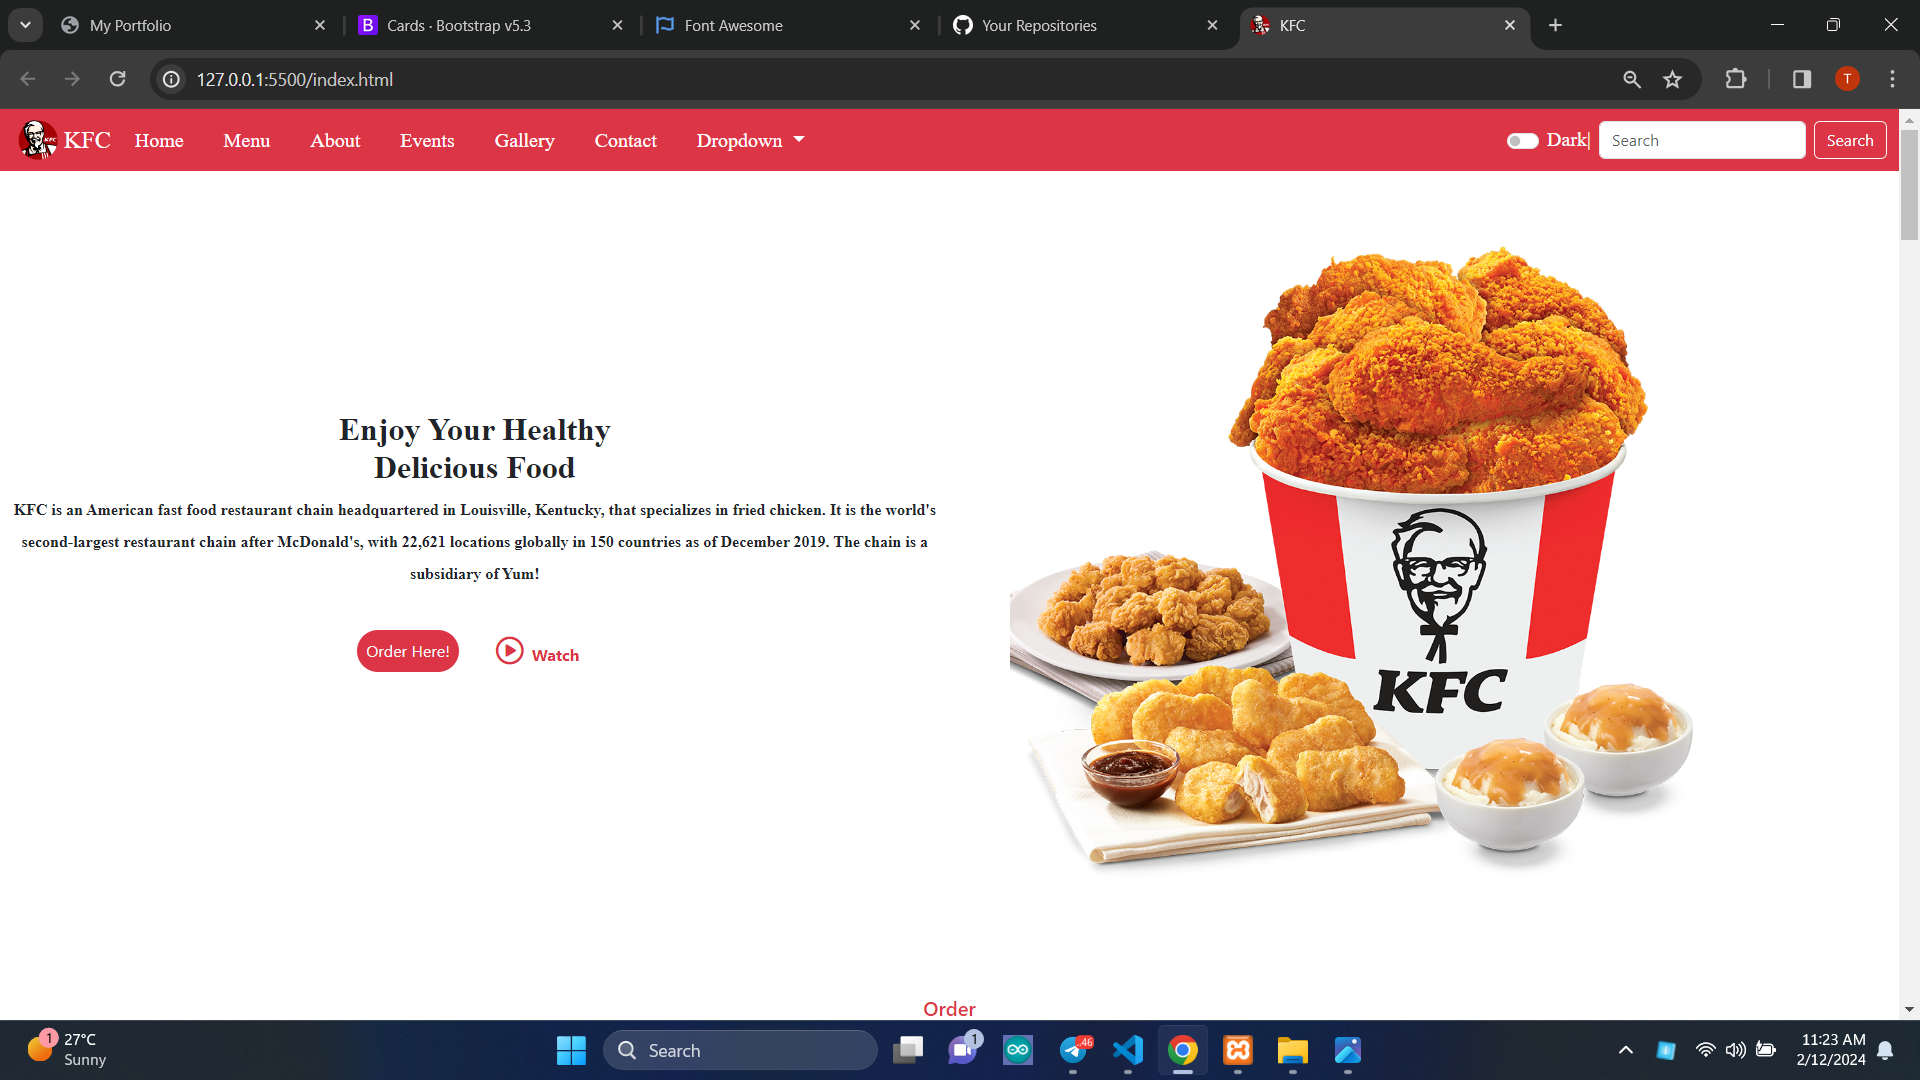 My Portfolio
Cards · Bootstrap v5.3
Font Awesome
Your Repositories
KFC
127.0.0.1:5500/index.html
T
KFC Home Menu About Events Gallery Contact Dropdown Dark| Search Search
Enjoy Your Healthy
Delicious Food
KFC is an American fast food restaurant chain headquartered in Louisville, Kentucky, that specializes in fried chicken. It is the world's
second-largest restaurant chain after McDonald's, with 22,621 locations globally in 150 countries as of December 2019. The chain is a
subsidiary of Yum!
Order Here! Watch
KFC
Order
1
27°C
Sunny
Search
1
.46
11:23 AM
2/12/2024